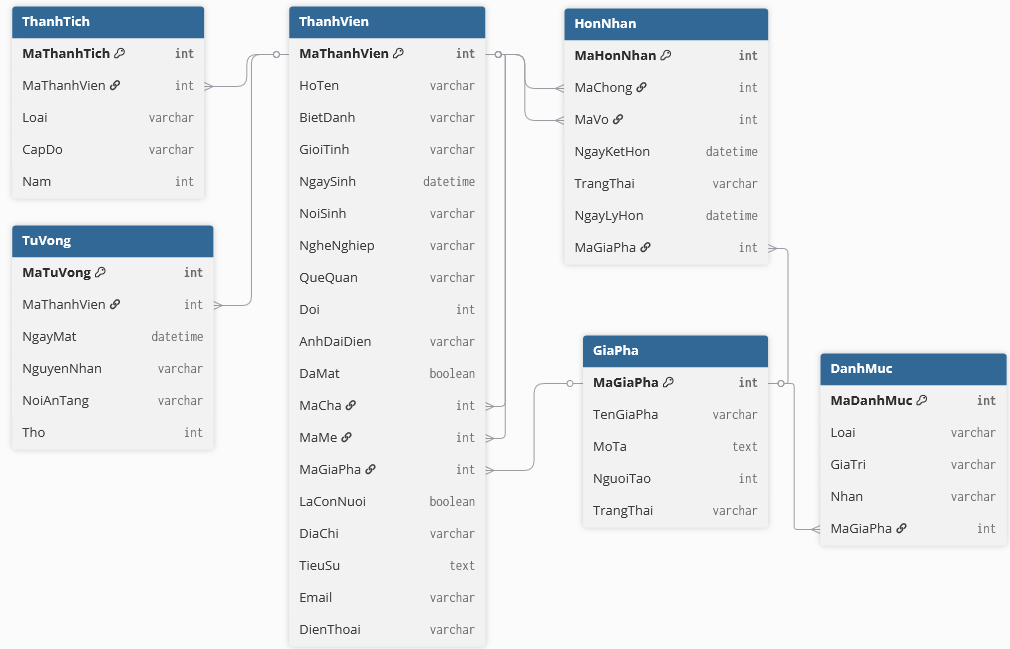 ThanhTich
MaThanhTich int
MaThanhVien int
Loai varchar
CapDo varchar
Nam int
TuVong
MaTuVong int
MaThanhVien int
NgayMat datetime
NguyenNhan varchar
NoiAnTang varchar
Tho int
ThanhVien
MaThanhVien int
HoTen varchar
BietDanh varchar
GioiTinh varchar
NgaySinh datetime
NoiSinh varchar
NgheNghiep varchar
QueQuan varchar
Doi int
AnhDaiDien varchar
DaMat boolean
MaCha int
MaMe int
MaGiaPha int
LaConNuoi boolean
DiaChi varchar
TieuSu text
Email varchar
DienThoai varchar
HonNhan
MaHonNhan int
MaChong int
MaVo int
NgayKetHon datetime
TrangThai varchar
NgayLyHon datetime
MaGiaPha int
GiaPha
MaGiaPha int
TenGiaPha varchar
MoTa text
NguoiTao int
TrangThai varchar
DanhMuc
MaDanhMuc int
Loai varchar
GiaTri varchar
Nhan varchar
MaGiaPha int